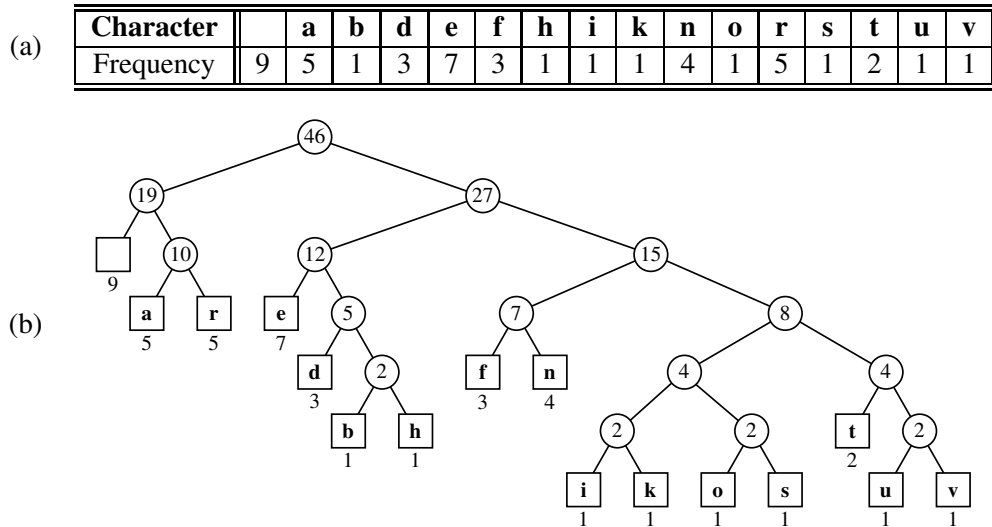 (a)
Character a b d e f h i k n o r s t u v
Frequency 9 5 1 3 7 3 1 1 1 4 1 5 1 2 1 1
46
19 27
10 12 15
9
a r e 5 7 8
5 5 7
(b)
d 2 f n 4 4
3 3 4
b h 2 2 t 2
1 1 2
i k o s u v
1 1 1 1 1 1